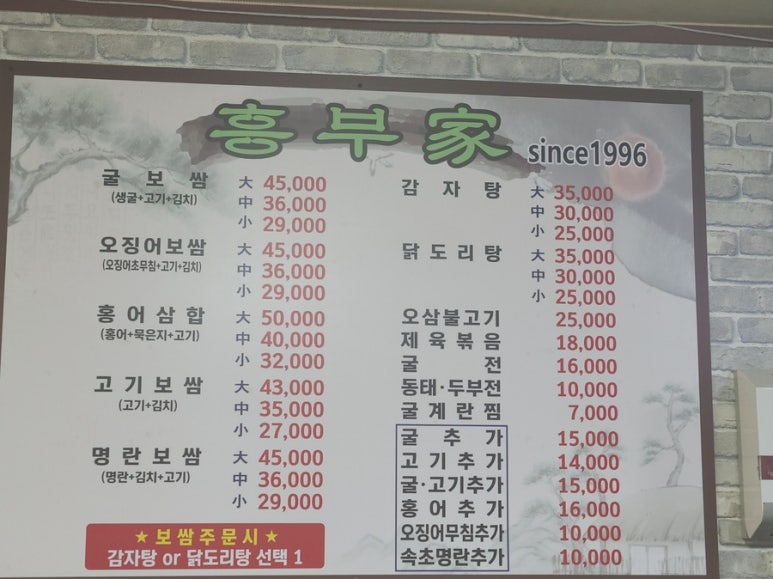 흥부家 since1996
굴보쌈 大 45,000
(생굴+고기+김치) 中 36,000
小 29,000
오징어보쌈 大 45,000
(오징어초무침+고기+김치) 中 36,000
小 29,000
홍어삼합 大 50,000
(홍어+묵은지+고기) 中 40,000
小 32,000
고기보쌈 大 43,000
(고기+김치) 中 35,000
小 27,000
명란보쌈 大 45,000
(명란+김치+고기) 中 36,000
小 29,000
★보쌈주문시★
감자탕 or 닭도리탕 선택 1
감자탕 大 35,000
中 30,000
小 25,000
닭도리탕 大 35,000
中 30,000
小 25,000
오삼불고기 25,000
제육볶음 18,000
굴전 16,000
동태·두부전 10,000
굴계란찜 7,000
굴추가 15,000
고기추가 14,000
굴·고기추가 15,000
홍어추가 16,000
오징어무침추가 10,000
속초명란추가 10,000